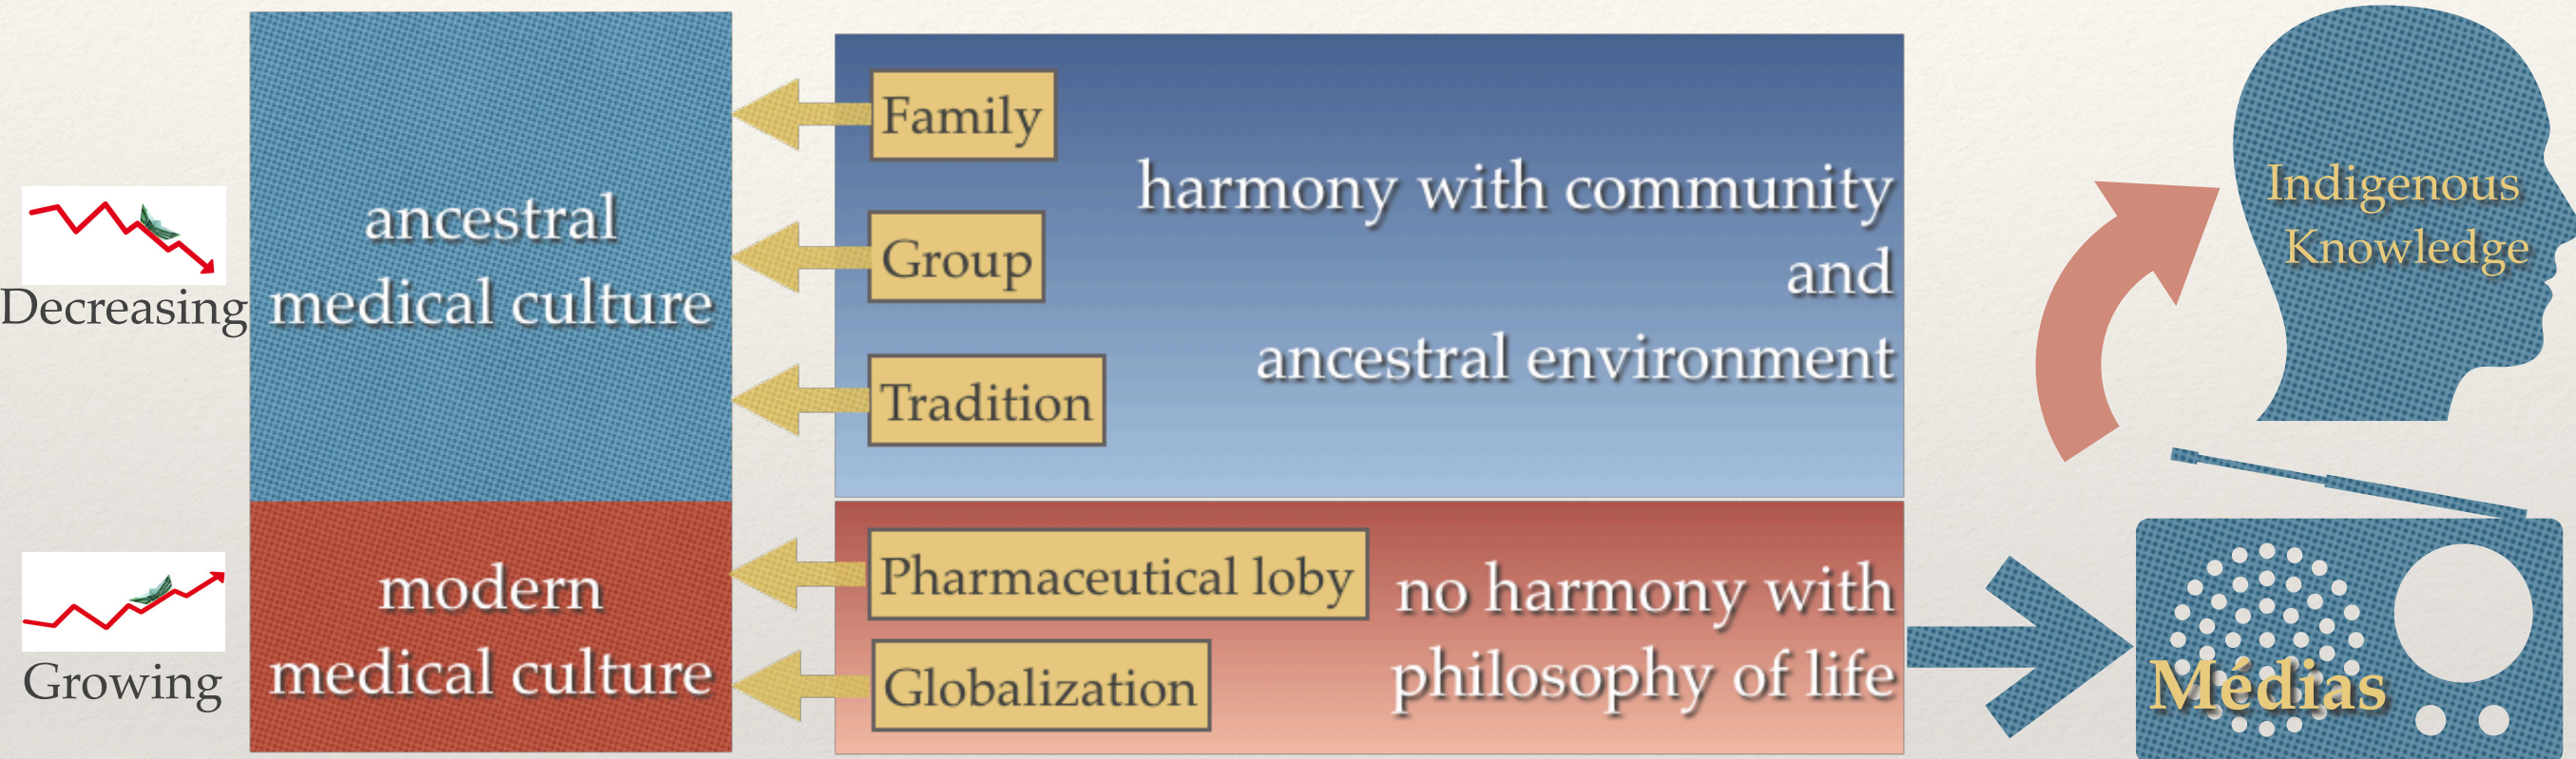 Decreasing
ancestral
medical culture
Family
Group
Tradition
harmony with community
and
ancestral environment
Indigenous
Knowledge
Growing
modern
medical culture
Pharmaceutical loby
Globalization
no harmony with
philosophy of life
Médias